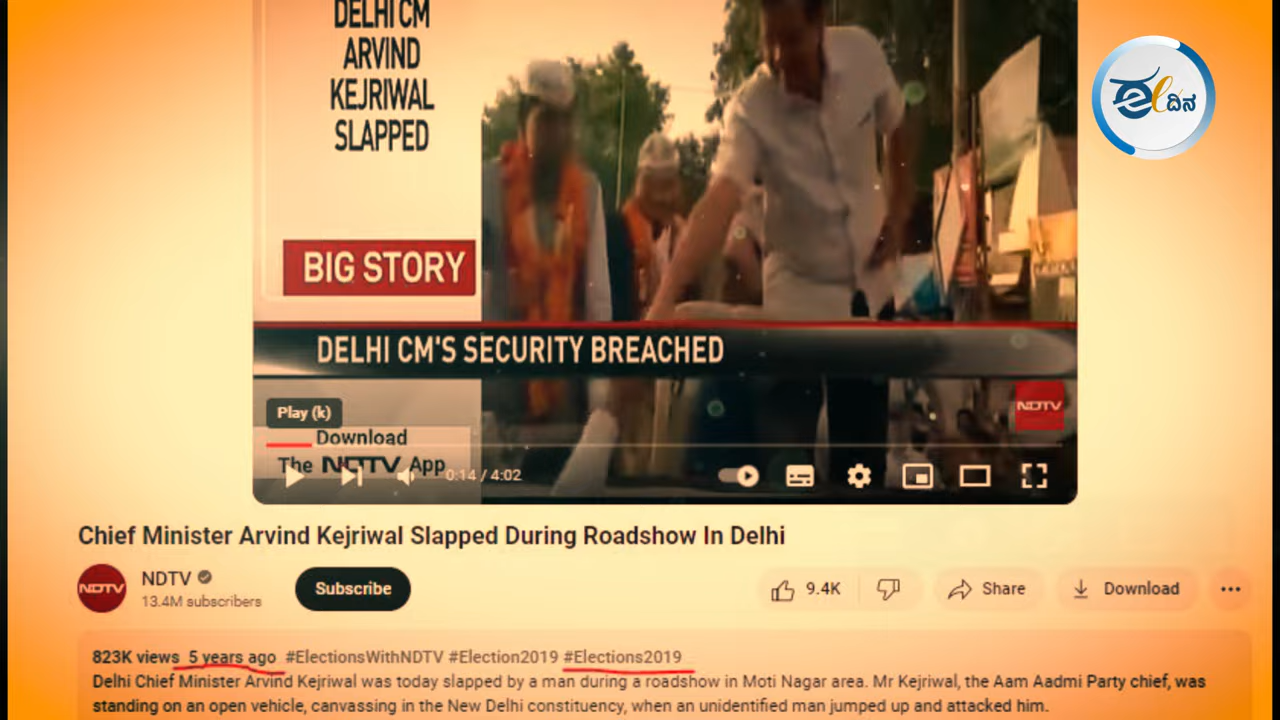 DELHI CM
ARVIND
KEJRIWAL
SLAPPED
BIG STORY
DELHI CM'S SECURITY BREACHED
NDTV
Play (k)
Download
The NDTV App
0:14 / 4:02
Chief Minister Arvind Kejriwal Slapped During Roadshow In Delhi
NDTV
NDTV
13.4M subscribers
Subscribe
9.4K
Share
Download
823K views 5 years ago #ElectionsWithNDTV #Election2019 #Elections2019
Delhi Chief Minister Arvind Kejriwal was today slapped by a man during a roadshow in Moti Nagar area. Mr Kejriwal, the Aam Aadmi Party chief, was
standing on an open vehicle, canvassing in the New Delhi constituency, when an unidentified man jumped up and attacked him.